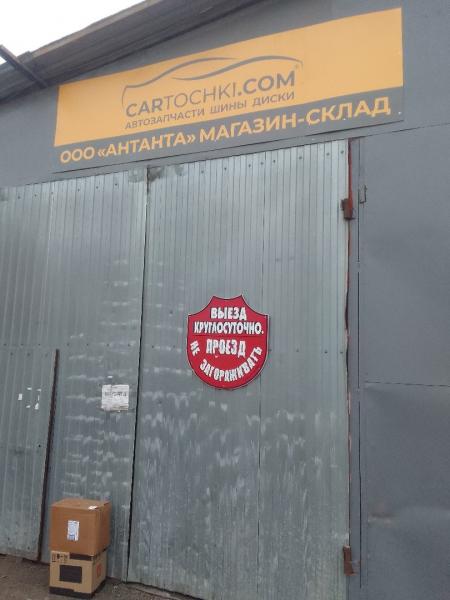 CARTOCHKI.COM
АВТОЗАПЧАСТИ ШИНЫ ДИСКИ
ООО «АНТАНТА» МАГАЗИН-СКЛАД
ВЫЕЗД
КРУГЛОСУТОЧНО.
ПРОЕЗД
НЕ ЗАГОРАЖИВАТЬ